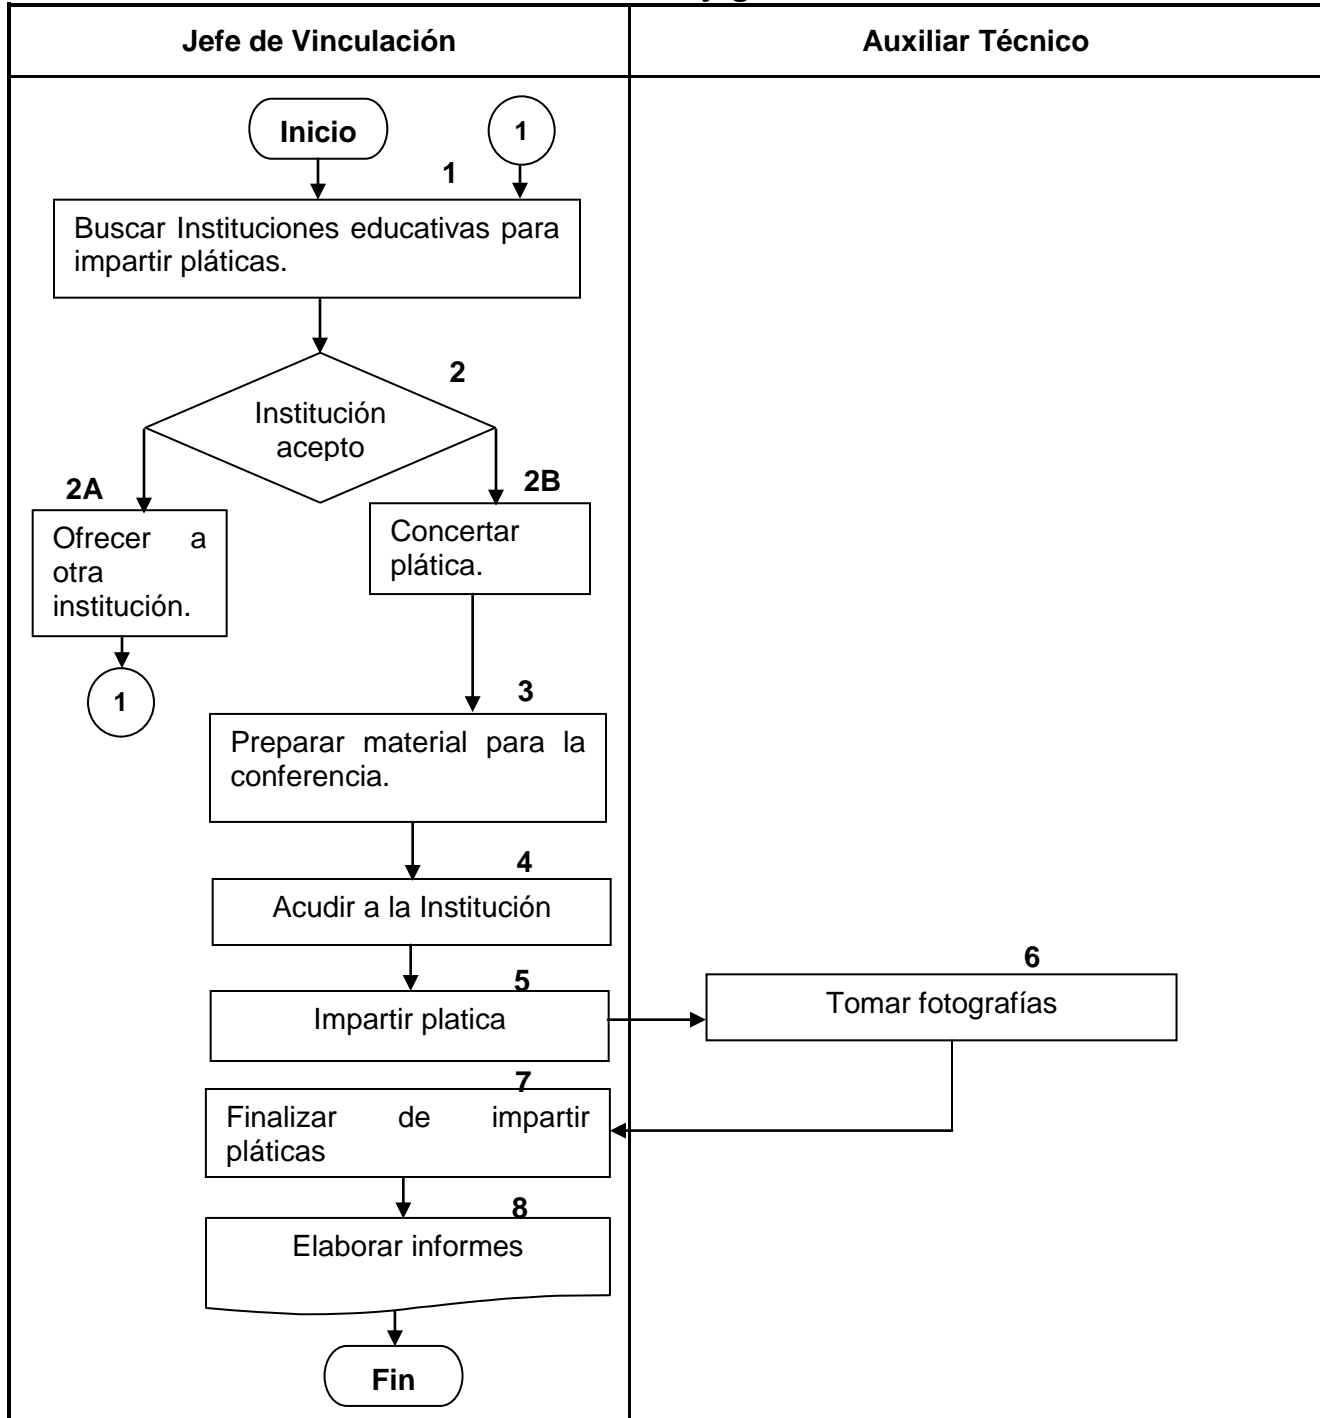 Jefe de Vinculación
Auxiliar Técnico
Inicio
1
1
Buscar Instituciones educativas para
impartir pláticas.
2
Institución
acepto
2A
2B
Ofrecer a
otra
institución.
Concertar
plática.
1
3
Preparar material para la
conferencia.
4
Acudir a la Institución
5
Impartir platica
6
Tomar fotografías
7
Finalizar de impartir
pláticas
8
Elaborar informes
Fin